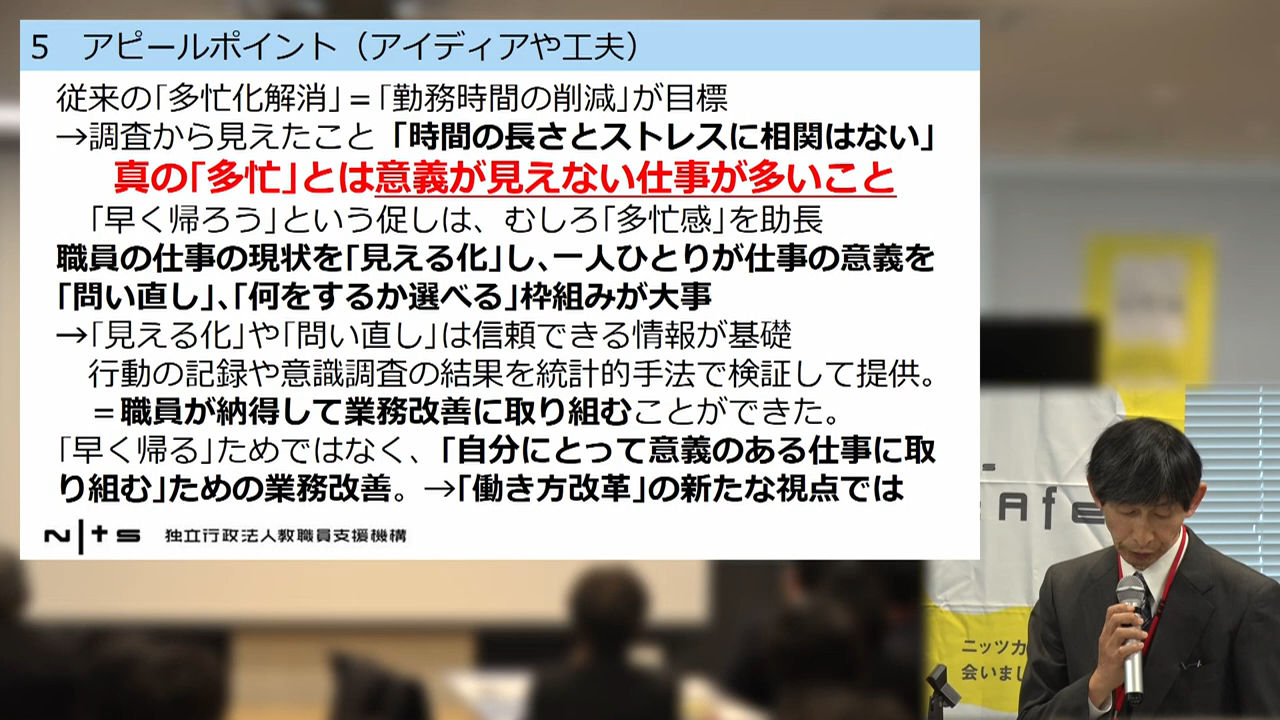 5 アピールポイント（アイディアや工夫）
従来の「多忙化解消」＝「勤務時間の削減」が目標
→調査から見えたこと「時間の長さとストレスに相関はない」
真の「多忙」とは意義が見えない仕事が多いこと
「早く帰ろう」という促しは、むしろ「多忙感」を助長
職員の仕事の現状を「見える化」し、一人ひとりが仕事の意義を
「問い直し」、「何をするか選べる」枠組みが大事
→「見える化」や「問い直し」は信頼できる情報が基礎
行動の記録や意識調査の結果を統計的手法で検証して提供。
＝職員が納得して業務改善に取り組むことができた。
「早く帰る」ためではなく、「自分にとって意義のある仕事に取
り組む」ための業務改善。→「働き方改革」の新たな視点では
NITS 独立行政法人教職員支援機構
ニッツカ
会いまし